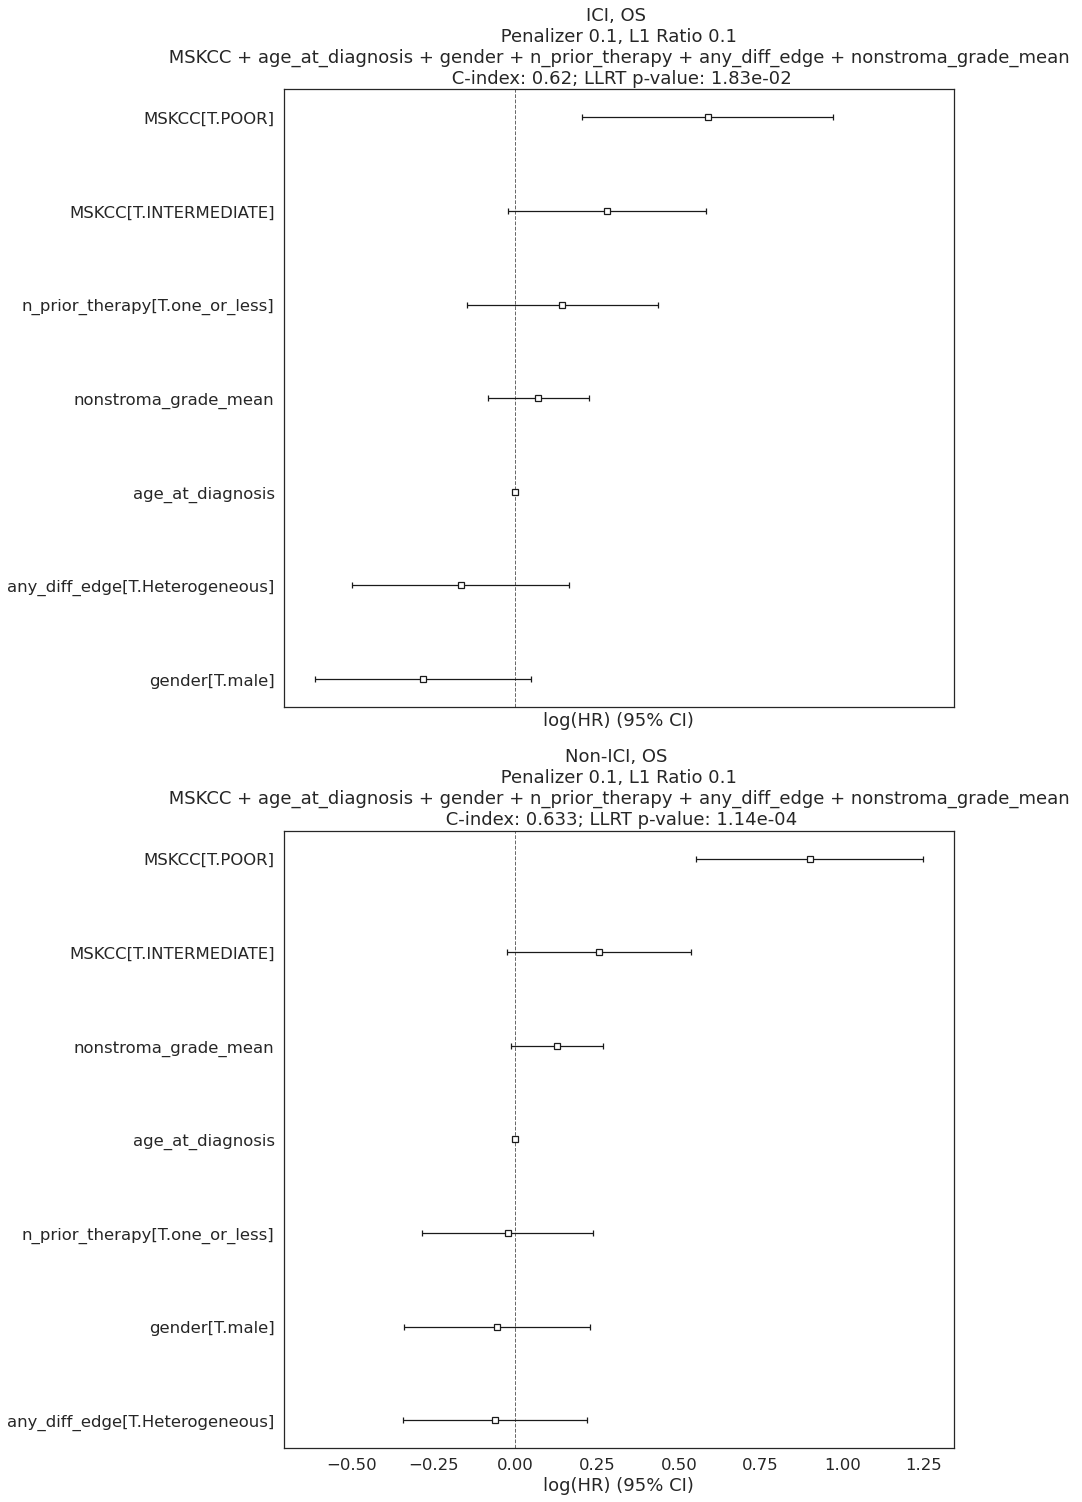 ICI, OS
Penalizer 0.1, L1 Ratio 0.1
MSKCC + age_at_diagnosis + gender + n_prior_therapy + any_diff_edge + nonstroma_grade_mean
C-index: 0.62; LLRT p-value: 1.83e-02
MSKCC[T.POOR]
MSKCC[T.INTERMEDIATE]
n_prior_therapy[T.one_or_less]
nonstroma_grade_mean
age_at_diagnosis
any_diff_edge[T.Heterogeneous]
gender[T.male]
log(HR) (95% CI)
Non-ICI, OS
Penalizer 0.1, L1 Ratio 0.1
MSKCC + age_at_diagnosis + gender + n_prior_therapy + any_diff_edge + nonstroma_grade_mean
C-index: 0.633; LLRT p-value: 1.14e-04
MSKCC[T.POOR]
MSKCC[T.INTERMEDIATE]
nonstroma_grade_mean
age_at_diagnosis
n_prior_therapy[T.one_or_less]
gender[T.male]
any_diff_edge[T.Heterogeneous]
−0.50 −0.25 0.00 0.25 0.50 0.75 1.00 1.25
log(HR) (95% CI)